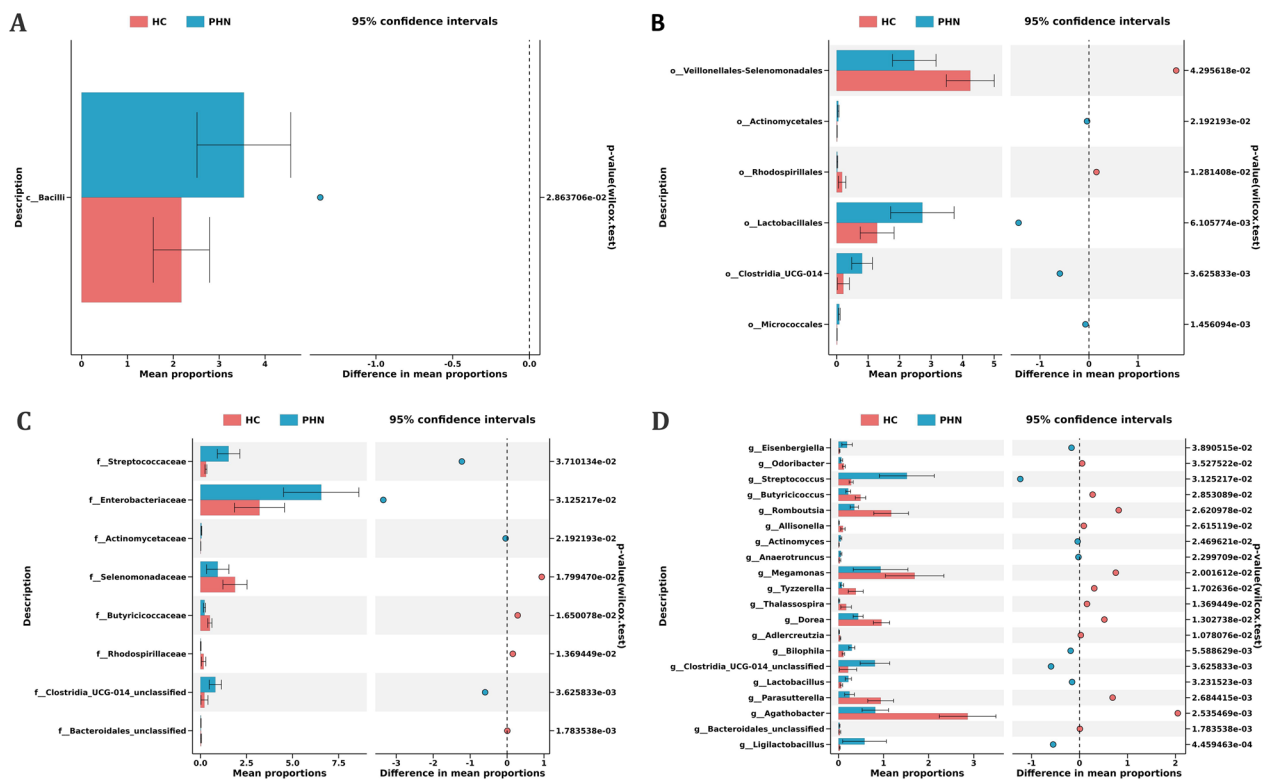 A
HC
PHN
95% confidence intervals
Description
c__Bacilli
2.863706e-02
p-value(wilcox.test)
0
1
2
3
4
-1.0
-0.5
0.0
Mean proportions
Difference in mean proportions
B
HC
PHN
95% confidence intervals
Description
o__Veillonellales-Selenomonadales
4.295618e-02
o__Actinomycetales
2.192193e-02
o__Rhodospirillales
1.281408e-02
o__Lactobacillales
6.105774e-03
o__Clostridia_UCG-014
3.625833e-03
o__Micrococcales
1.456094e-03
p-value(wilcox.test)
0
1
2
3
4
5
-1
0
1
Mean proportions
Difference in mean proportions
C
HC
PHN
95% confidence intervals
Description
f__Streptococcaceae
3.710134e-02
f__Enterobacteriaceae
3.125217e-02
f__Actinomycetaceae
2.192193e-02
f__Selenomonadaceae
1.799470e-02
f__Butyricicoccaceae
1.650078e-02
f__Rhodospirillaceae
1.369449e-02
f__Clostridia_UCG-014_unclassified
3.625833e-03
f__Bacteroidales_unclassified
1.783538e-03
p-value(wilcox.test)
0.0
2.5
5.0
7.5
-3
-2
-1
0
1
Mean proportions
Difference in mean proportions
D
HC
PHN
95% confidence intervals
Description
g__Eisenbergiella
3.890515e-02
g__Odoribacter
3.527522e-02
g__Streptococcus
3.125217e-02
g__Butyricicoccus
2.853089e-02
g__Romboutsia
2.620978e-02
g__Allisonella
2.615119e-02
g__Actinomyces
2.469621e-02
g__Anaerotruncus
2.299709e-02
g__Megamonas
2.001612e-02
g__Tyzzerella
1.702636e-02
g__Thalassospira
1.369449e-02
g__Dorea
1.302738e-02
g__Adlercreutzia
1.078076e-02
g__Bilophila
5.588629e-03
g__Clostridia_UCG-014_unclassified
3.625833e-03
g__Lactobacillus
3.231523e-03
g__Parasutterella
2.684415e-03
g__Agathobacter
2.535469e-03
g__Bacteroidales_unclassified
1.783538e-03
g__Ligilactobacillus
4.459463e-04
p-value(wilcox.test)
0
1
2
3
-1
0
1
2
Mean proportions
Difference in mean proportions